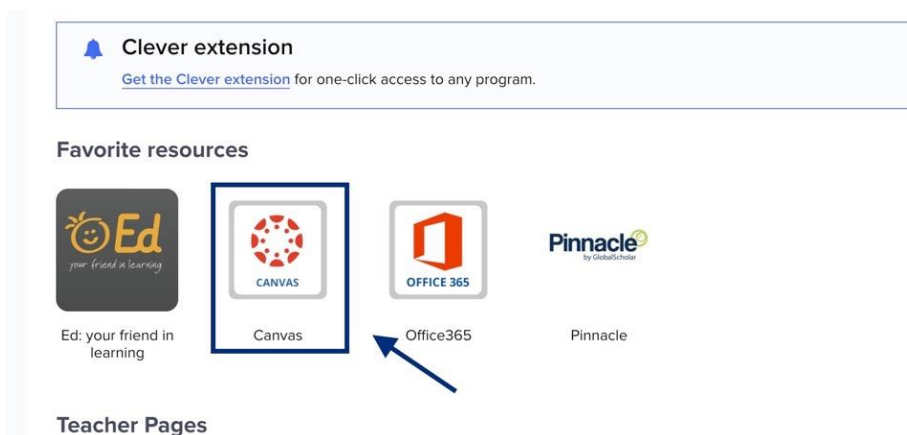 Clever extension
Get the Clever extension for one-click access to any program.
Favorite resources
Ed
your friend in learning
CANVAS
OFFICE 365
Pinnacle
by GlobalScholar
Ed: your friend in
learning
Canvas
Office365
Pinnacle
Teacher Pages